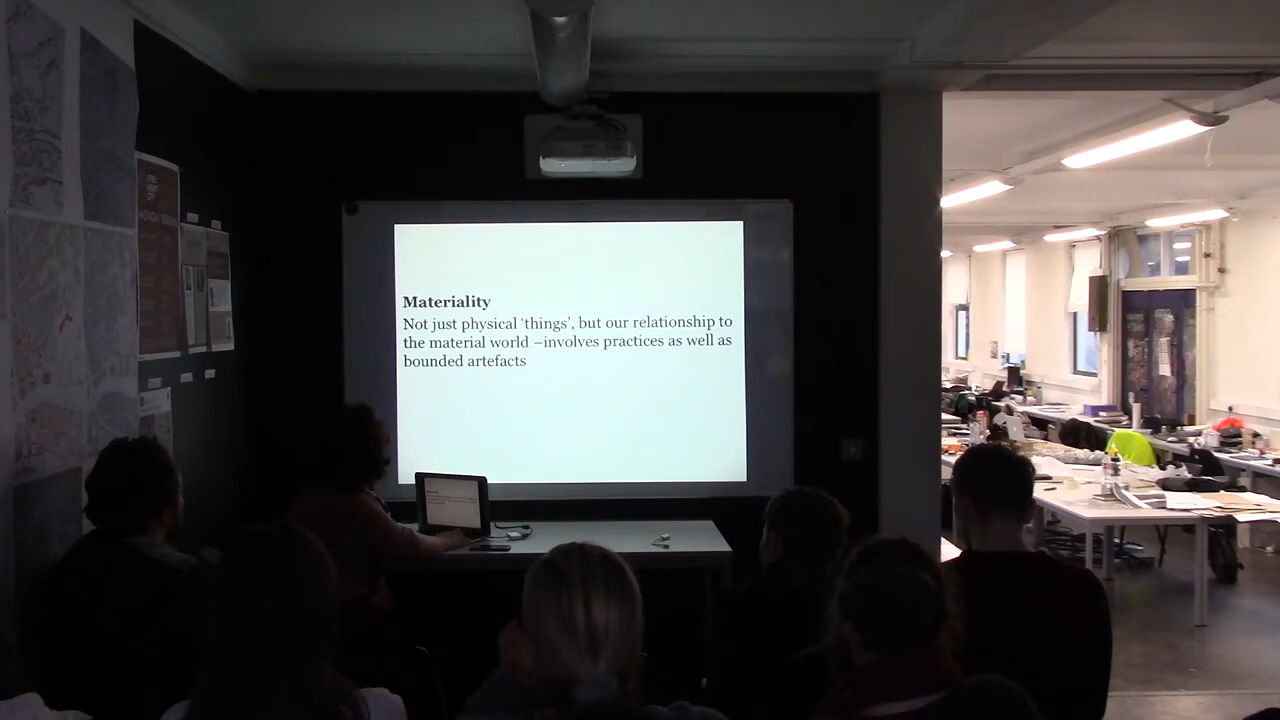 Materiality
Not just physical ‘things’, but our relationship to
the material world –involves practices as well as
bounded artefacts